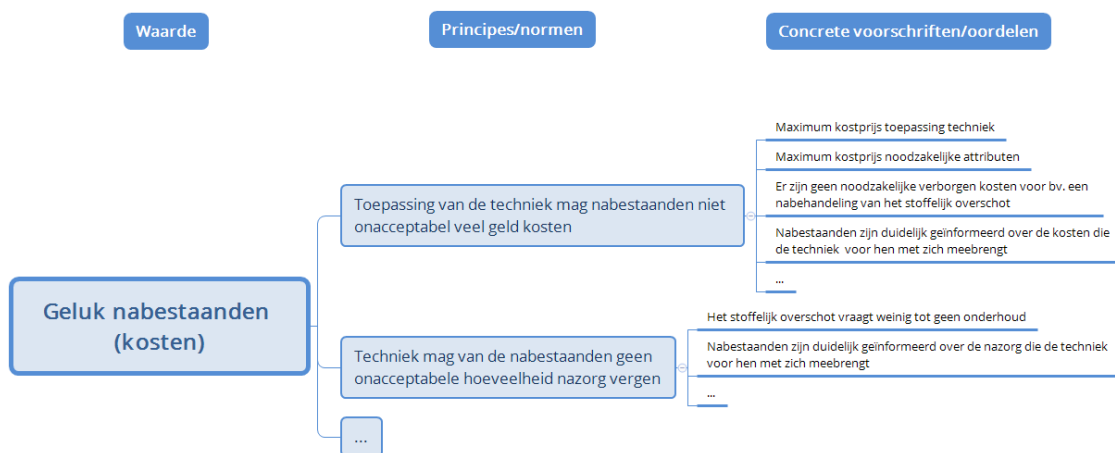 Waarde
Principes/normen
Concrete voorschriften/oordelen
Maximum kostprijs toepassing techniek
Maximum kostprijs noodzakelijke attributen
Er zijn geen noodzakelijke verborgen kosten voor bv. een
nabehandeling van het stoffelijk overschot
Toepassing van de techniek mag nabestaanden niet
onacceptabel veel geld kosten
Nabestaanden zijn duidelijk geïnformeerd over de kosten die
de techniek voor hen met zich meebrengt
...
Geluk nabestaanden
(kosten)
Het stoffelijk overschot vraagt weinig tot geen onderhoud
Techniek mag van de nabestaanden geen
onacceptabele hoeveelheid nazorg vergen
Nabestaanden zijn duidelijk geïnformeerd over de nazorg die de techniek
voor hen met zich meebrengt
...
...